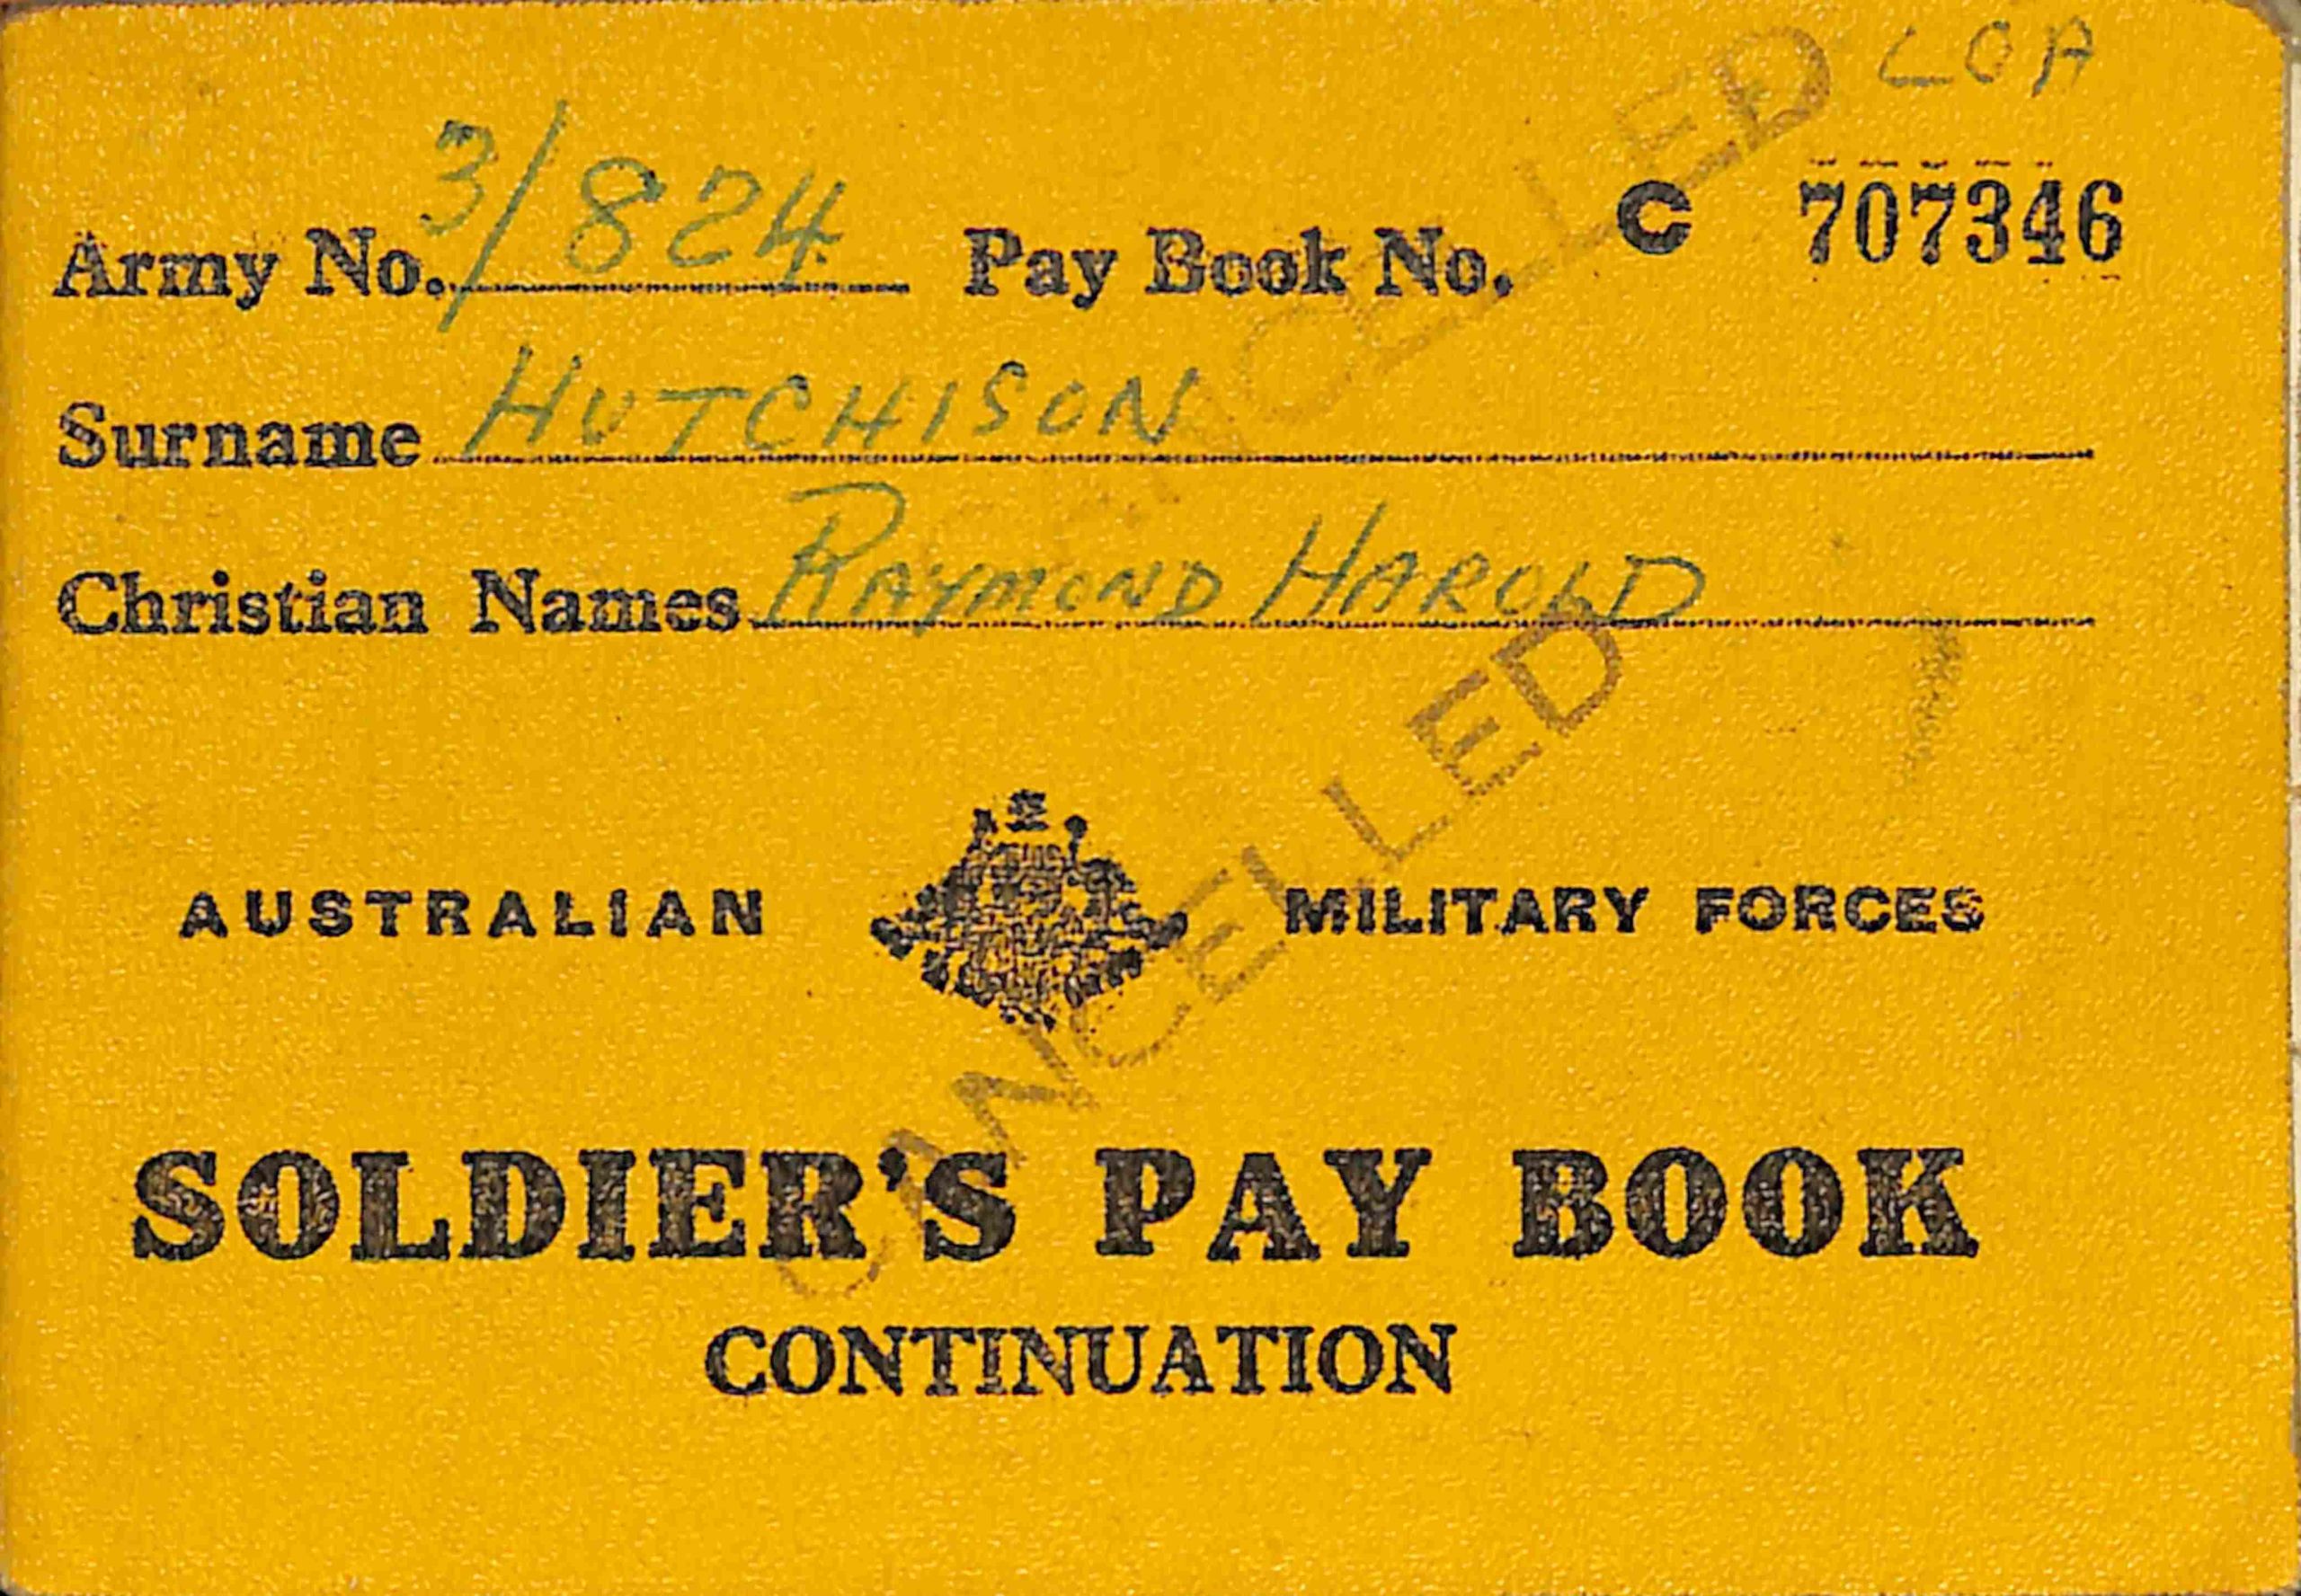 COA
CANCELLED
Army No. 3/824 Pay Book No. C 707346
Surname HUTCHISON
Christian Names RAYMOND HAROLD
CANCELLED
AUSTRALIAN MILITARY FORCES
SOLDIER'S PAY BOOK
CONTINUATION